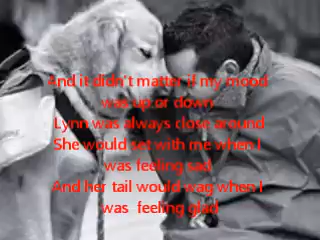 And it didn't matter if my mood
was up or down
Lynn was always close around
She would set with me when I
was feeling sad
And her tail would wag when I
was feeling glad